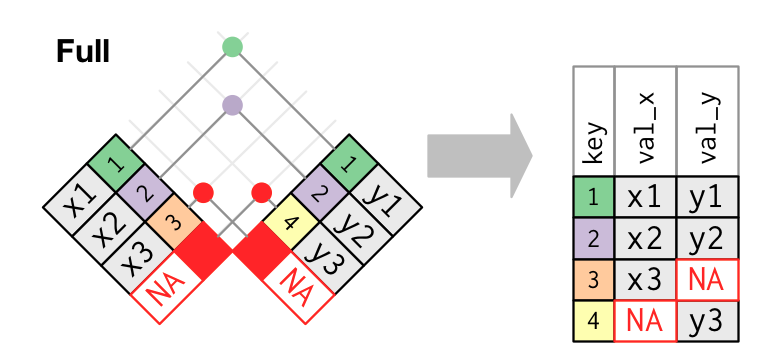 Full
1 x1
2 x2
3 x3
NA
1 y1
2 y2
4 y3
NA
key val_x val_y
1 x1 y1
2 x2 y2
3 x3 NA
4 NA y3